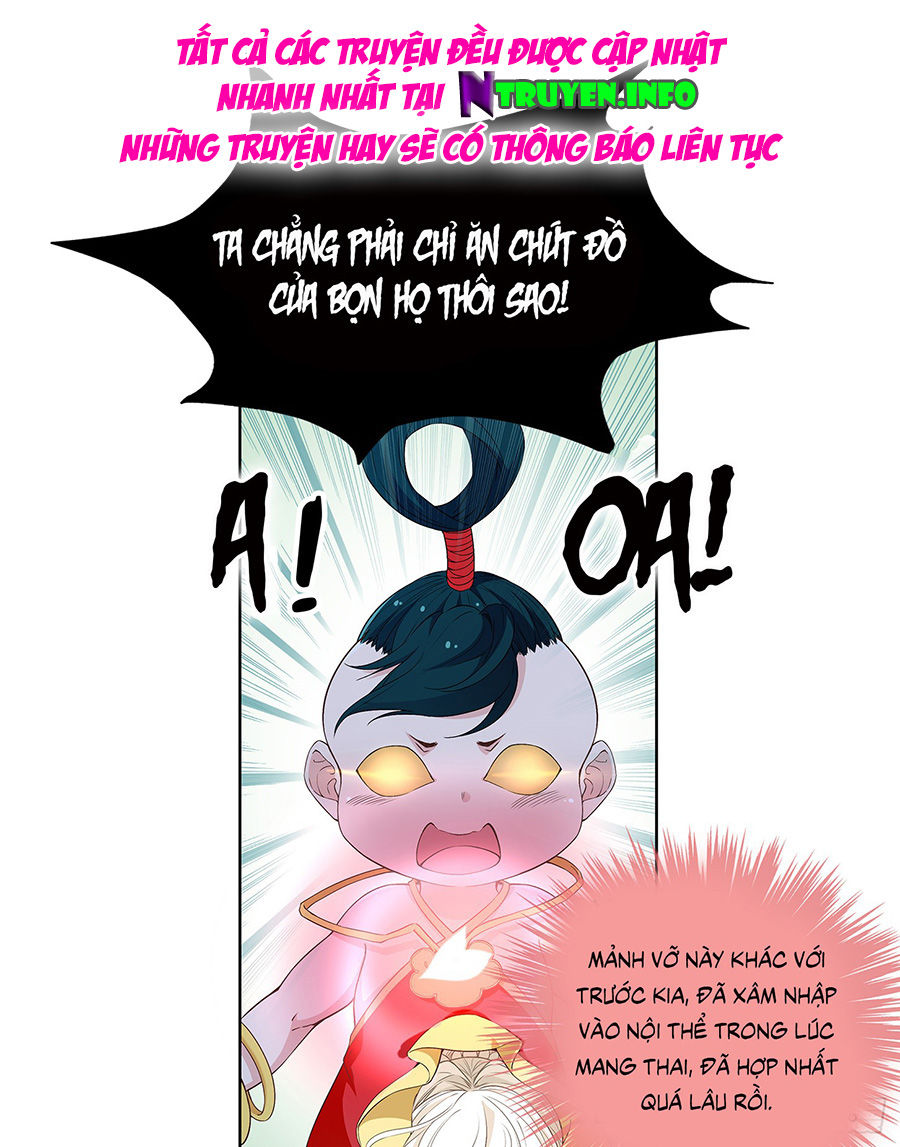 TẤT CẢ CÁC TRUYỆN ĐỀU ĐƯỢC CẬP NHẬT
NHANH NHẤT TẠI NTRUYEN.INFO
NHỮNG TRUYỆN HAY SẼ CÓ THÔNG BÁO LIÊN TỤC
TA CHẲNG PHẢI CHỈ ĂN CHÚT ĐỒ
CỦA BỌN HỌ THÔI SAO!
A! OA!
MẢNH VỠ NÀY KHÁC VỚI
TRƯỚC KIA, ĐÃ XÂM NHẬP
VÀO NỘI THỂ TRONG LÚC
MANG THAI, ĐÃ HỢP NHẤT
QUÁ LÂU RỒI.